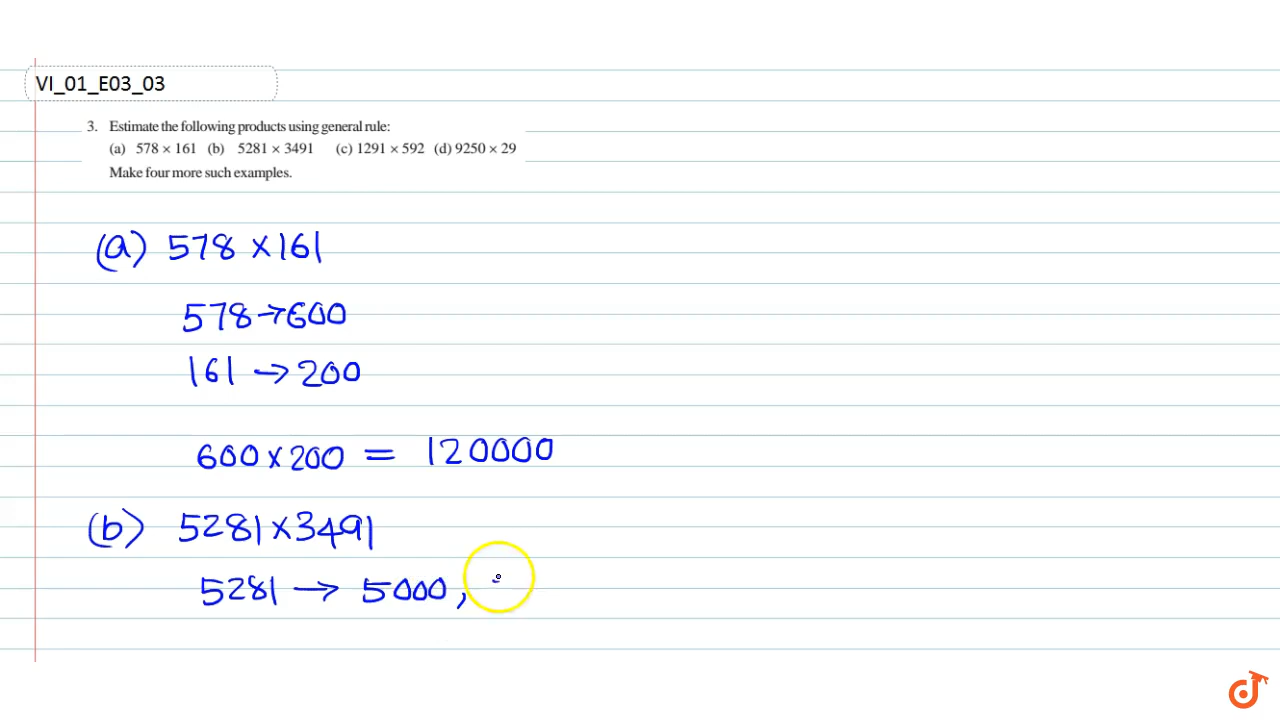 VI_01_E03_03
3. Estimate the following products using general rule:
(a) 578 × 161 (b) 5281 × 3491 (c) 1291 × 592 (d) 9250 × 29
Make four more such examples.
(a) 578 × 161
578 → 600
161 → 200
600 × 200 = 120000
(b) 5281 × 3491
5281 → 5000,